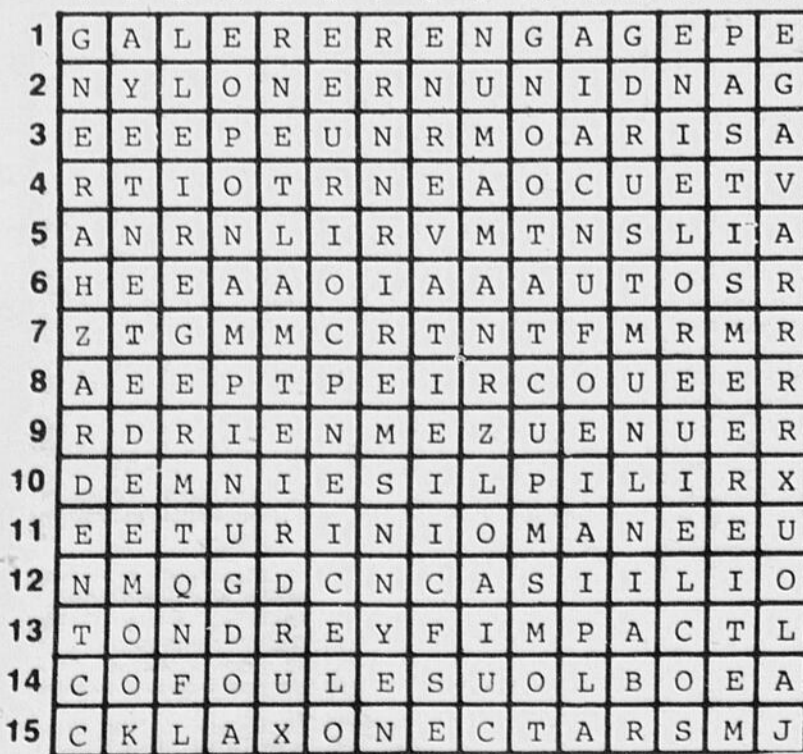 1 G A L E R E R E N G A G E P E
2 N Y L O N E R N U N I D N A G
3 E E E P E U N R M O A R I S A
4 R T I O T R N E A O C U E T V
5 A N R N L I R V M T N S L I A
6 H E E A A O I A A A U T O S R
7 Z T G M M C R T N T F M R M R
8 A E E P T P E I R C O U E E R
9 R D R I E N M E Z U E N U E R
10 D E M N I E S I L P I L I R X
11 E E T U R I N I O M A N E E U
12 N M Q G D C N C A S I I L I O
13 T O N D R E Y F I M P A C T L
14 C O F O U L E S U O L B O E A
15 C K L A X O N E C T A R S M J